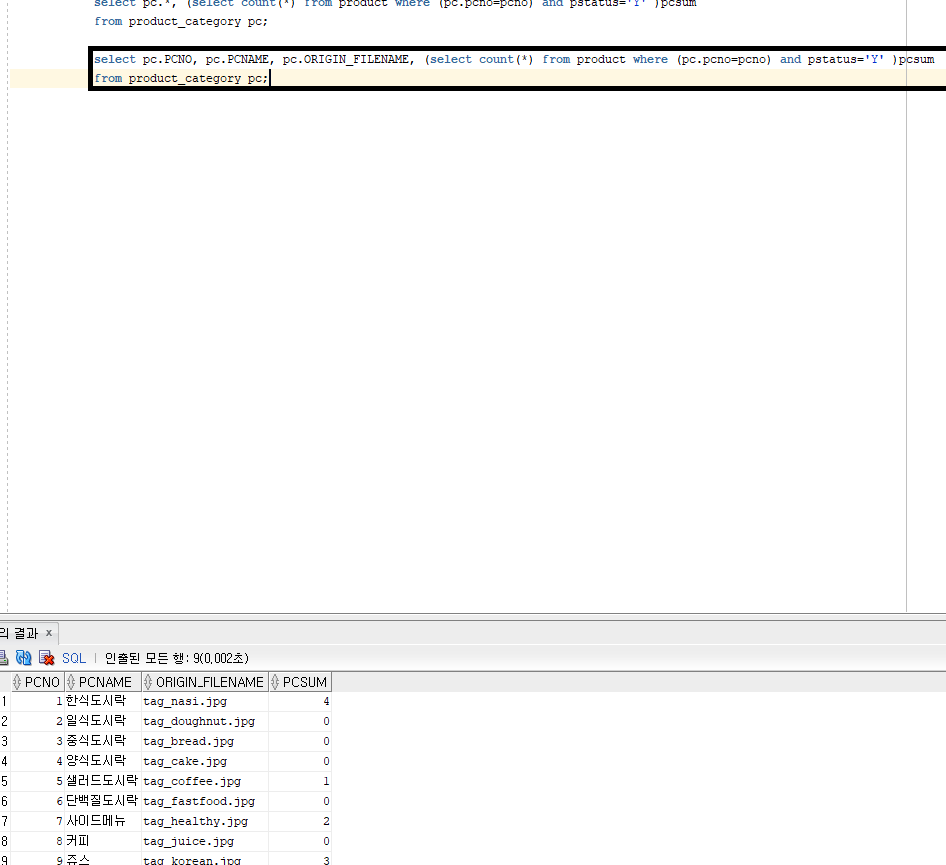 select pc.*, (select count(*) from product where (pc.pcno=pcno) and pstatus='Y' )pcsum
from product_category pc;
select pc.PCNO, pc.PCNAME, pc.ORIGIN_FILENAME, (select count(*) from product where (pc.pcno=pcno) and pstatus='Y' )pcsum
from product_category pc;
의 결과 x
SQL | 인출된 모든 행: 9(0,002초)
PCNO PCNAME ORIGIN_FILENAME PCSUM
1 1 한식도시락 tag_nasi.jpg 4
2 2 일식도시락 tag_doughnut.jpg 0
3 3 중식도시락 tag_bread.jpg 0
4 4 양식도시락 tag_cake.jpg 0
5 5 샐러드도시락 tag_coffee.jpg 1
6 6 단백질도시락 tag_fastfood.jpg 0
7 7 사이드메뉴 tag_healthy.jpg 2
8 8 커피 tag_juice.jpg 0
9 9 쥬스 tag_korean.jpg 3